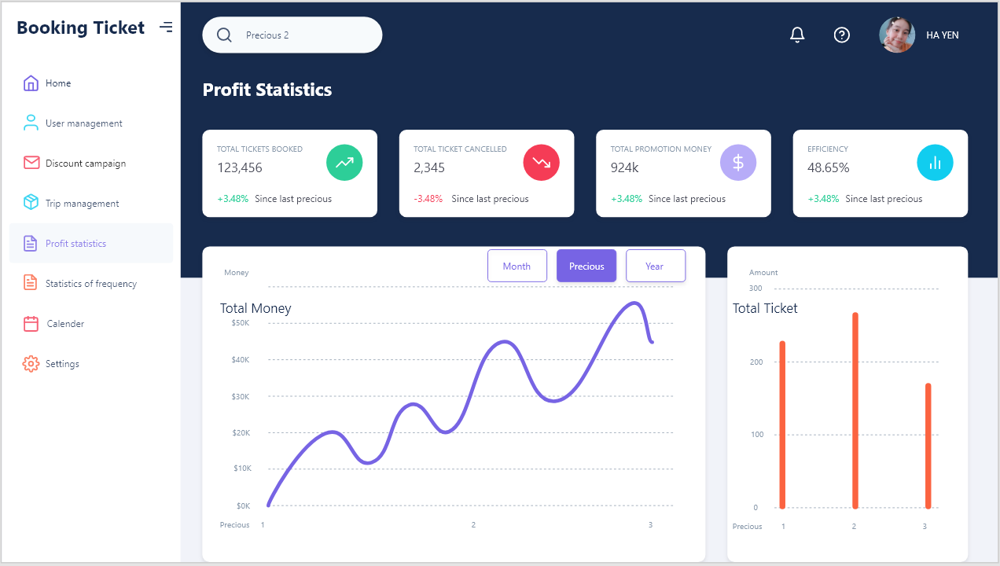 Booking Ticket
Precious 2
HA YEN
Home
User management
Discount campaign
Trip management
Profit statistics
Statistics of frequency
Calender
Settings
Profit Statistics
TOTAL TICKETS BOOKED
123,456
+3.48% Since last precious
TOTAL TICKET CANCELLED
2,345
-3.48% Since last precious
TOTAL PROMOTION MONEY
924k
$
+3.48% Since last precious
EFFICIENCY
48.65%
+3.48% Since last precious
Money
Month
Precious
Year
Total Money
$50K
$40K
$30K
$20K
$10K
$0K
Precious 1 2 3
Amount
300
Total Ticket
200
100
0
Precious 1 2 3